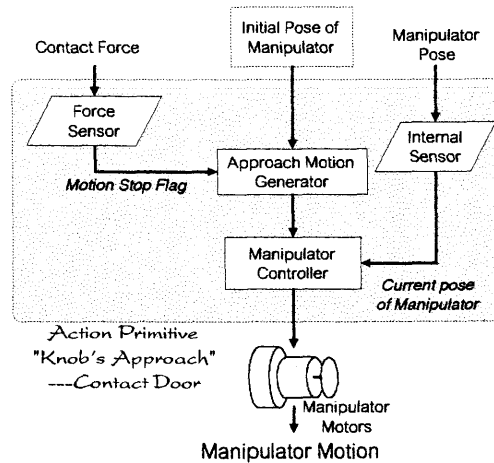 Contact Force
Initial Pose of
Manipulator
Manipulator
Pose
Force
Sensor
Internal
Sensor
Motion Stop Flag
Approach Motion
Generator
Manipulator
Controller
Current pose
of Manipulator
Action Primitive
"Knob's Approach"
---Contact Door
Manipulator
Motors
Manipulator Motion